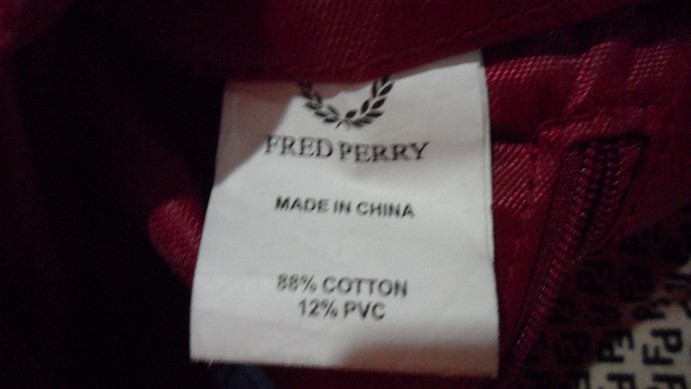 FRED PERRY
MADE IN CHINA
88% COTTON
12% PVC